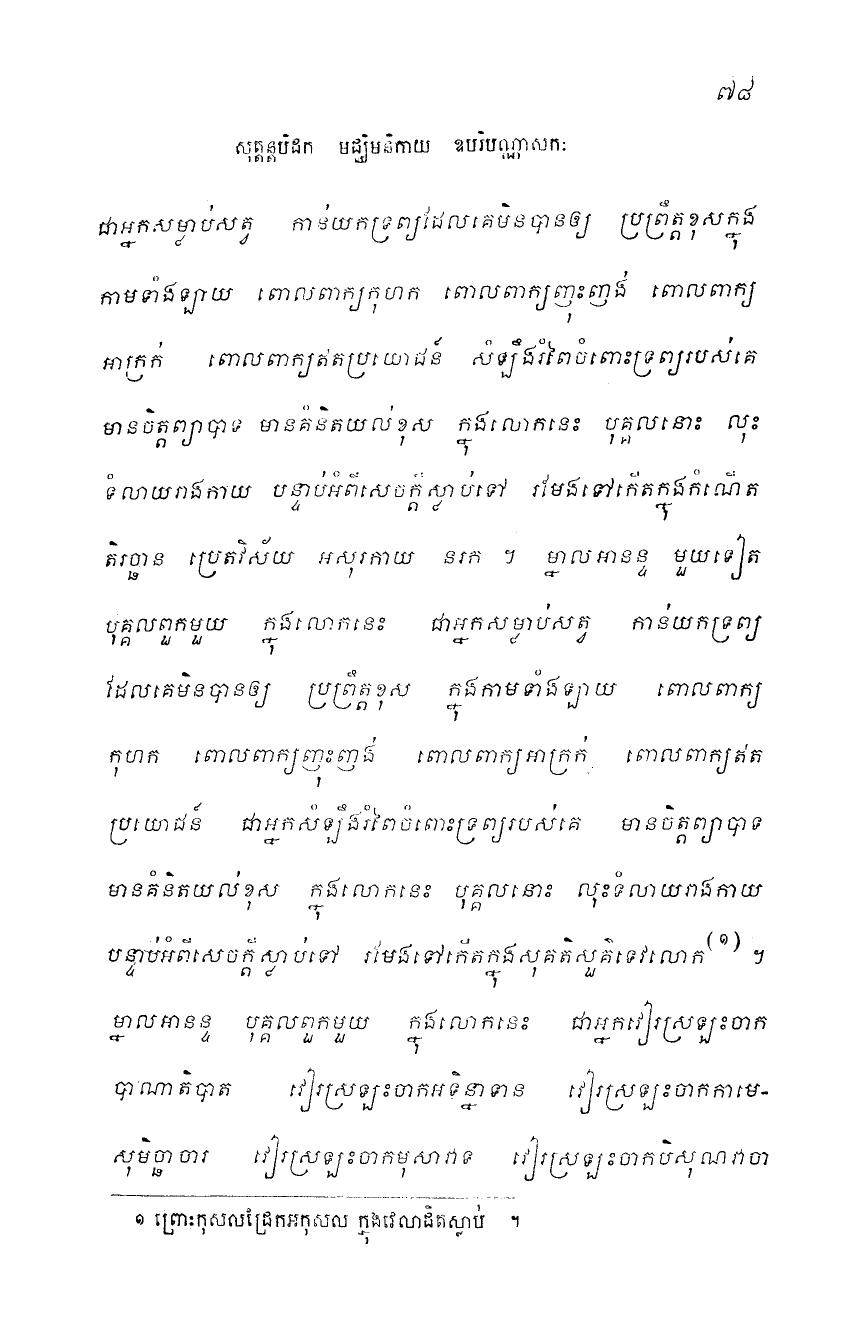 ៧៨
សុត្តន្តបិដក មជ្ឈិមនិកាយ ឧបរិបណ្ណាសកៈ
ជាអ្នកសម្លាប់សត្វ កាន់យកទ្រព្យដែលគេមិនបានឲ្យ ប្រព្រឹត្តខុសក្នុង
កាមទាំងឡាយ ពោលពាក្យកុហក ពោលពាក្យញុះញង់ ពោលពាក្យ
អាក្រក់ ពោលពាក្យឥតប្រយោជន៍ សំឡឹងរំពៃចំពោះទ្រព្យរបស់គេ
មានចិត្តព្យាបាទ មានគំនិតយល់ខុស ក្នុងលោកនេះ បុគ្គលនោះ លុះ
ទំលាយរាងកាយ បន្ទាប់អំពីសេចក្តីស្លាប់ទៅ រមែងទៅកើតក្នុងកំណើត
តិរច្ឆាន ប្រេតវិស័យ អសុរកាយ នរក ។ ម្នាលអានន្ទ មួយទៀត
បុគ្គលពួកមួយ ក្នុងលោកនេះ ជាអ្នកសម្លាប់សត្វ កាន់យកទ្រព្យ
ដែលគេមិនបានឲ្យ ប្រព្រឹត្តខុស ក្នុងកាមទាំងឡាយ ពោលពាក្យ
កុហក ពោលពាក្យញុះញង់ ពោលពាក្យអាក្រក់ ពោលពាក្យឥត
ប្រយោជន៍ ជាអ្នកសំឡឹងរំពៃចំពោះទ្រព្យរបស់គេ មានចិត្តព្យាបាទ
មានគំនិតយល់ខុស ក្នុងលោកនេះ បុគ្គលនោះ លុះទំលាយរាងកាយ
បន្ទាប់អំពីសេចក្តីស្លាប់ទៅ រមែងទៅកើតក្នុងសុគតិសួគ៌ទេវលោក(១) ។
ម្នាលអានន្ទ បុគ្គលពួកមួយ ក្នុងលោកនេះ ជាអ្នកវៀរស្រឡះចាក
បាណាតិបាត វៀរស្រឡះចាកអទិន្នាទាន វៀរស្រឡះចាកកាមេ-
សុមិច្ឆាចារ វៀរស្រឡះចាកមុសាវាទ វៀរស្រឡះចាកបិសុណវាចា
១ ព្រោះកុសលជ្រែកអកុសល ក្នុងវេលាជិតស្លាប់ ។